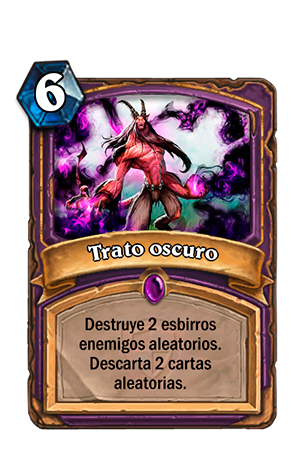 6
Trato oscuro
Destruye 2 esbirros
enemigos aleatorios.
Descarta 2 cartas
aleatorias.